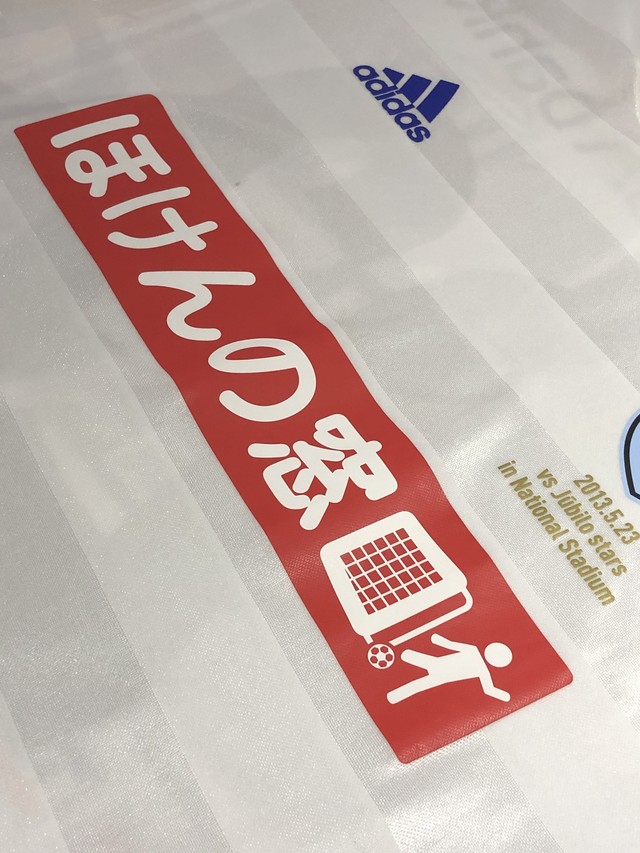 adidas
ほけんの窓口
2013.5.23
vs Júbilo stars
in National Stadium